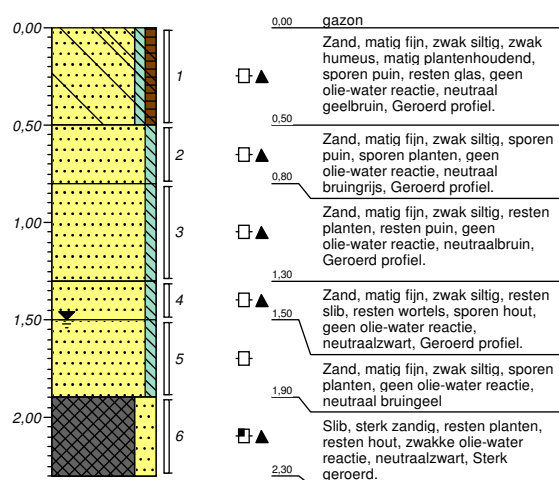 0,00
0,00 gazon
Zand, matig fijn, zwak siltig, zwak
humeus, matig plantenhoudend,
sporen puin, resten glas, geen
olie-water reactie, neutraal
geelbruin, Geroerd profiel.
1
0,50
0,50
Zand, matig fijn, zwak siltig, sporen
puin, sporen planten, geen
olie-water reactie, neutraal
bruingrijs, Geroerd profiel.
2
0,80
Zand, matig fijn, zwak siltig, resten
planten, resten puin, geen
olie-water reactie, neutraalbruin,
Geroerd profiel.
1,00
3
1,30
Zand, matig fijn, zwak siltig, resten
slib, resten wortels, sporen hout,
geen olie-water reactie,
neutraalzwart, Geroerd profiel.
4
1,50
1,50
Zand, matig fijn, zwak siltig, sporen
planten, geen olie-water reactie,
neutraal bruingeel
5
1,90
Slib, sterk zandig, resten planten,
resten hout, zwakke olie-water
reactie, neutraalzwart, Sterk
geroerd.
2,00
6
2,30